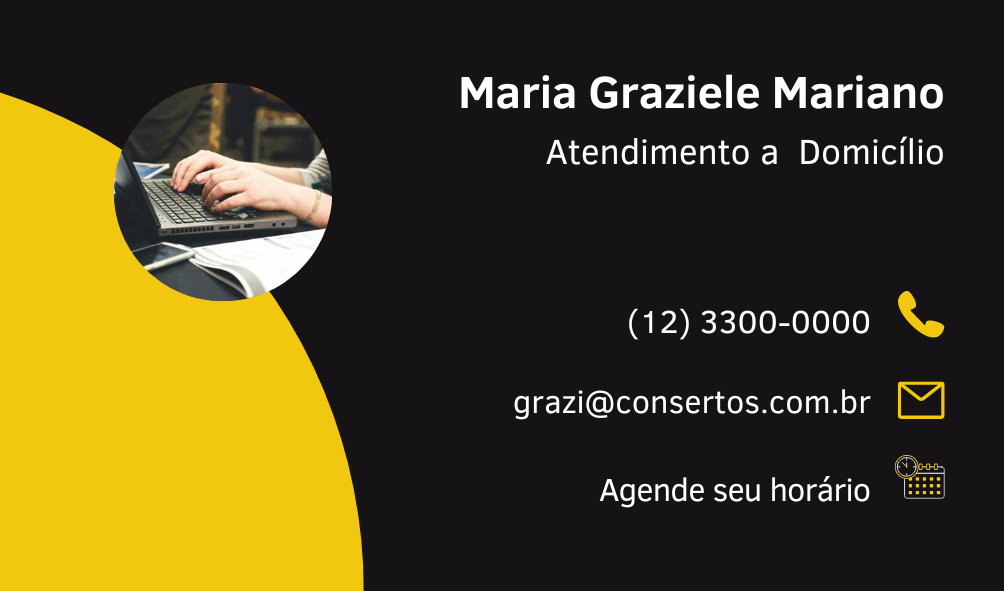 Maria Graziele Mariano
Atendimento a Domicílio
(12) 3300-0000
grazi@consertos.com.br
Agende seu horário